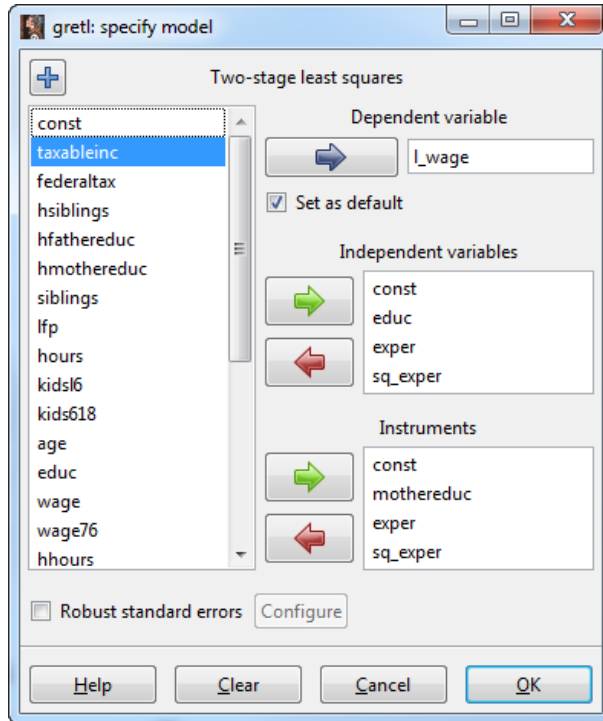 gretl: specify model
Two-stage least squares
const
taxableinc
federaltax
hsiblings
hfathereduc
hmothereduc
siblings
lfp
hours
kidsl6
kids618
age
educ
wage
wage76
hhours
Dependent variable
l_wage
Set as default
Independent variables
const
educ
exper
sq_exper
Instruments
const
mothereduc
exper
sq_exper
Robust standard errors Configure
Help Clear Cancel OK